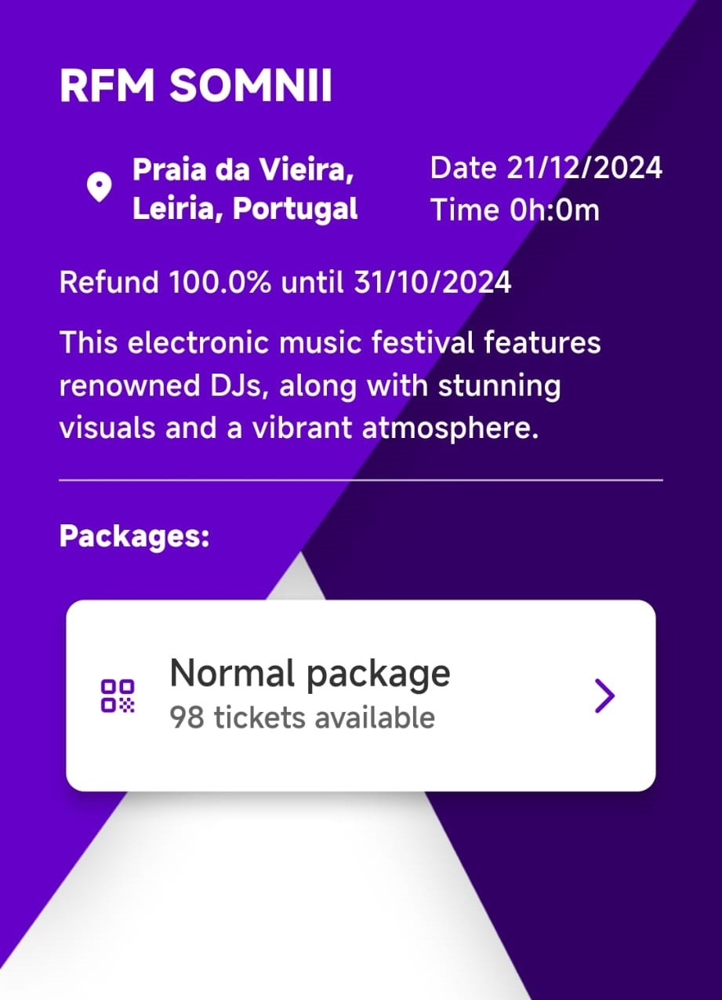 RFM SOMNII
Praia da Vieira,
Leiria, Portugal
Date 21/12/2024
Time 0h:0m
Refund 100.0% until 31/10/2024
This electronic music festival features
renowned DJs, along with stunning
visuals and a vibrant atmosphere.
Packages:
Normal package
98 tickets available